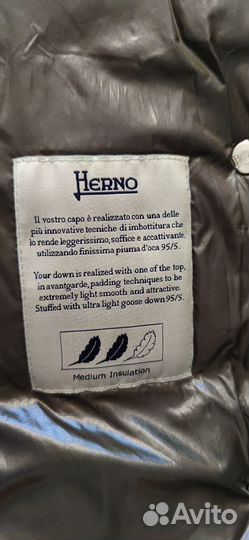 HERNO
Il vostro capo è realizzato con una delle
più innovative tecniche di imbottitura che
lo rende leggerissimo, soffice e accattivante,
utilizzando finissima piuma d'oca 95/5.
Your down is realized with one of the top,
in avantgarde, padding techniques to be
extremely light smooth and attractive.
Stuffed with ultra light goose down 95/5.
Medium Insulation
Avito